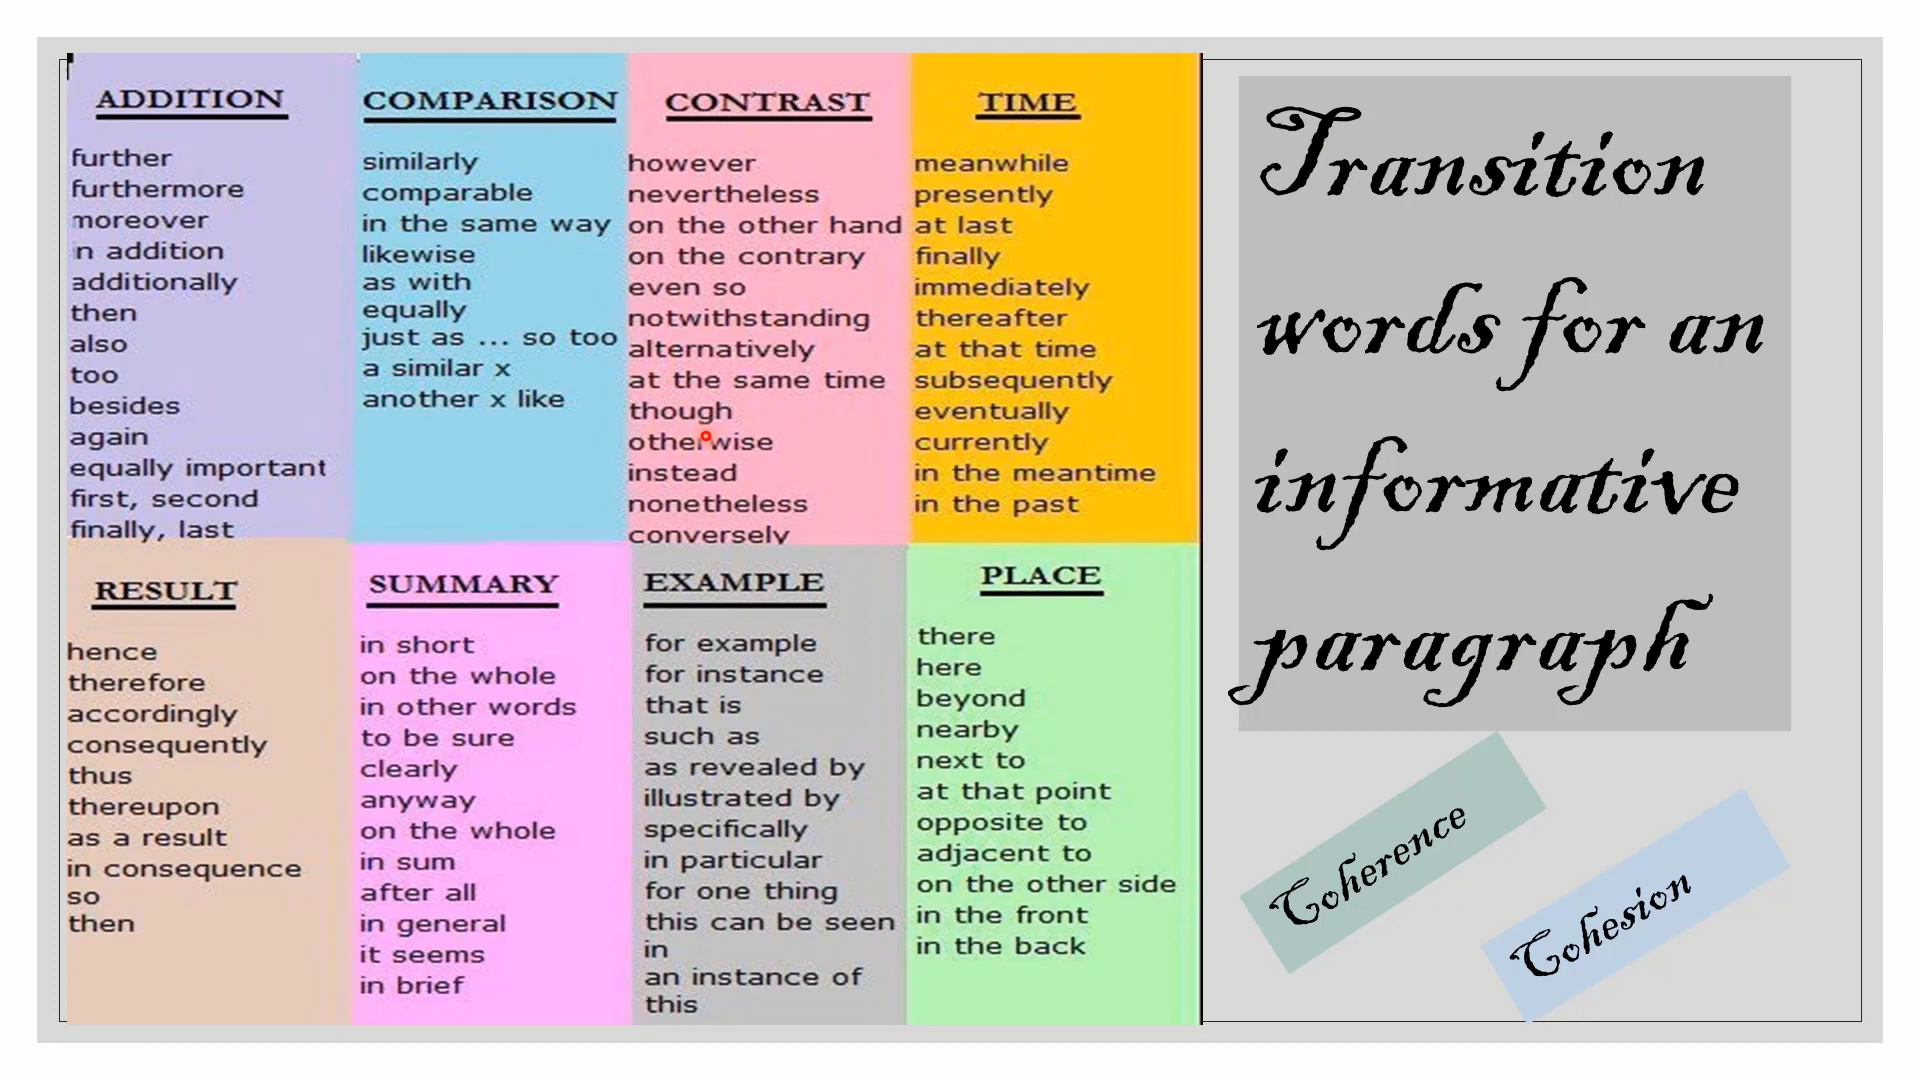 ADDITION
further
furthermore
moreover
in addition
additionally
then
also
too
besides
again
equally important
first, second
finally, last
COMPARISON
similarly
comparable
in the same way
likewise
as with
equally
just as ... so too
a similar x
another x like
CONTRAST
however
nevertheless
on the other hand
on the contrary
even so
notwithstanding
alternatively
at the same time
though
otherwise
instead
nonetheless
conversely
TIME
meanwhile
presently
at last
finally
immediately
thereafter
at that time
subsequently
eventually
currently
in the meantime
in the past
RESULT
hence
therefore
accordingly
consequently
thus
thereupon
as a result
in consequence
so
then
SUMMARY
in short
on the whole
in other words
to be sure
clearly
anyway
on the whole
in sum
after all
in general
it seems
in brief
EXAMPLE
for example
for instance
that is
such as
as revealed by
illustrated by
specifically
in particular
for one thing
this can be seen
in
an instance of
this
PLACE
there
here
beyond
nearby
next to
at that point
opposite to
adjacent to
on the other side
in the front
in the back
Transition
words for an
informative
paragraph
Coherence
Cohesion